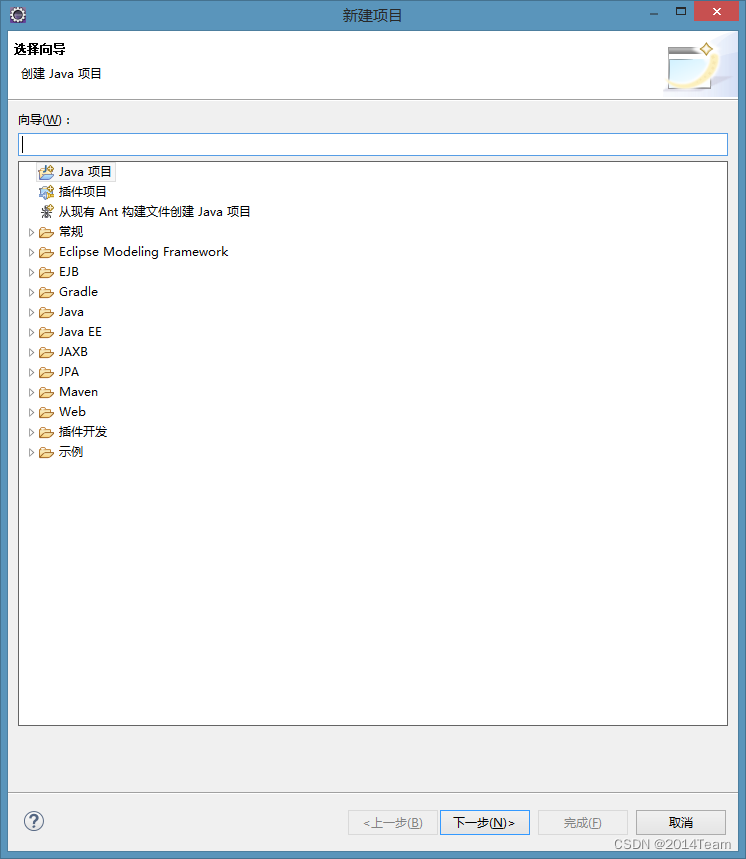 新建项目
选择向导
创建 Java 项目
向导(W)：
Java 项目
插件项目
从现有 Ant 构建文件创建 Java 项目
常规
Eclipse Modeling Framework
EJB
Gradle
Java
Java EE
JAXB
JPA
Maven
Web
插件开发
示例
<上一步(B) 下一步(N)> 完成(F) 取消
CSDN @2014Team